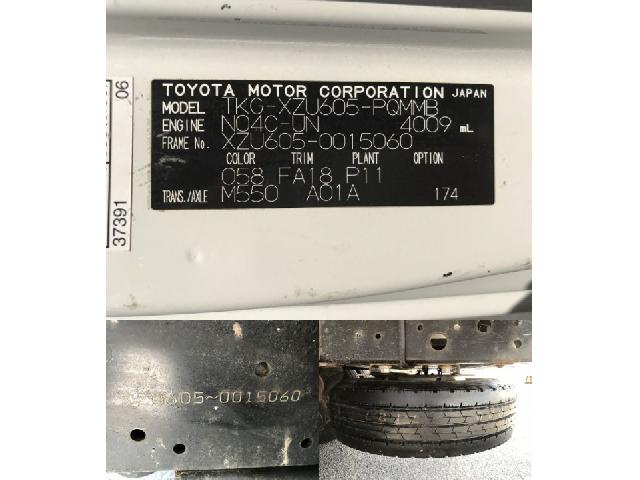 TOYOTA MOTOR CORPORATION JAPAN
MODEL TKG-XZU605-PQMMB
ENGINE N04C-UN 4009 mL
FRAME No. XZU605-0015060
COLOR TRIM PLANT OPTION
058 FA18 P11
TRANS./AXLE M550 A01A 174
37391
06
605-0015060